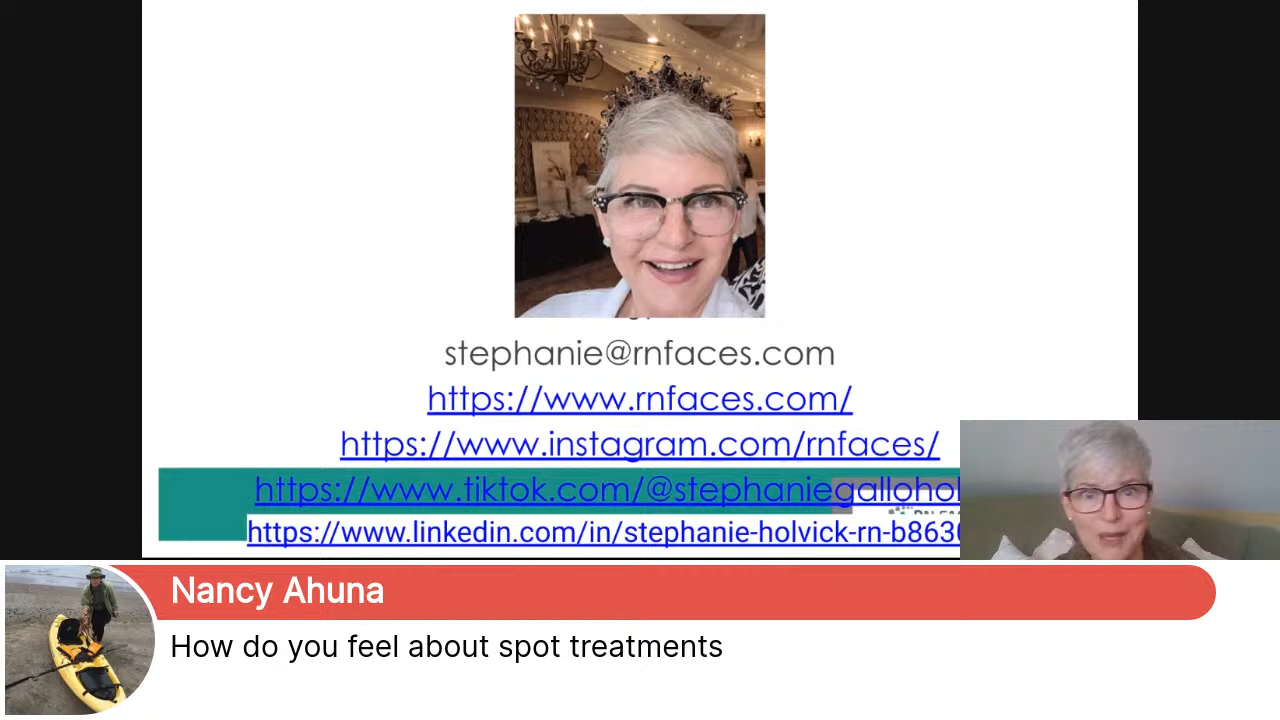 stephanie@rnfaces.com
https://www.rnfaces.com/
https://www.instagram.com/rnfaces/
https://www.tiktok.com/@stephaniegallohol
https://www.linkedin.com/in/stephanie-holvick-rn-b8630
Nancy Ahuna
How do you feel about spot treatments